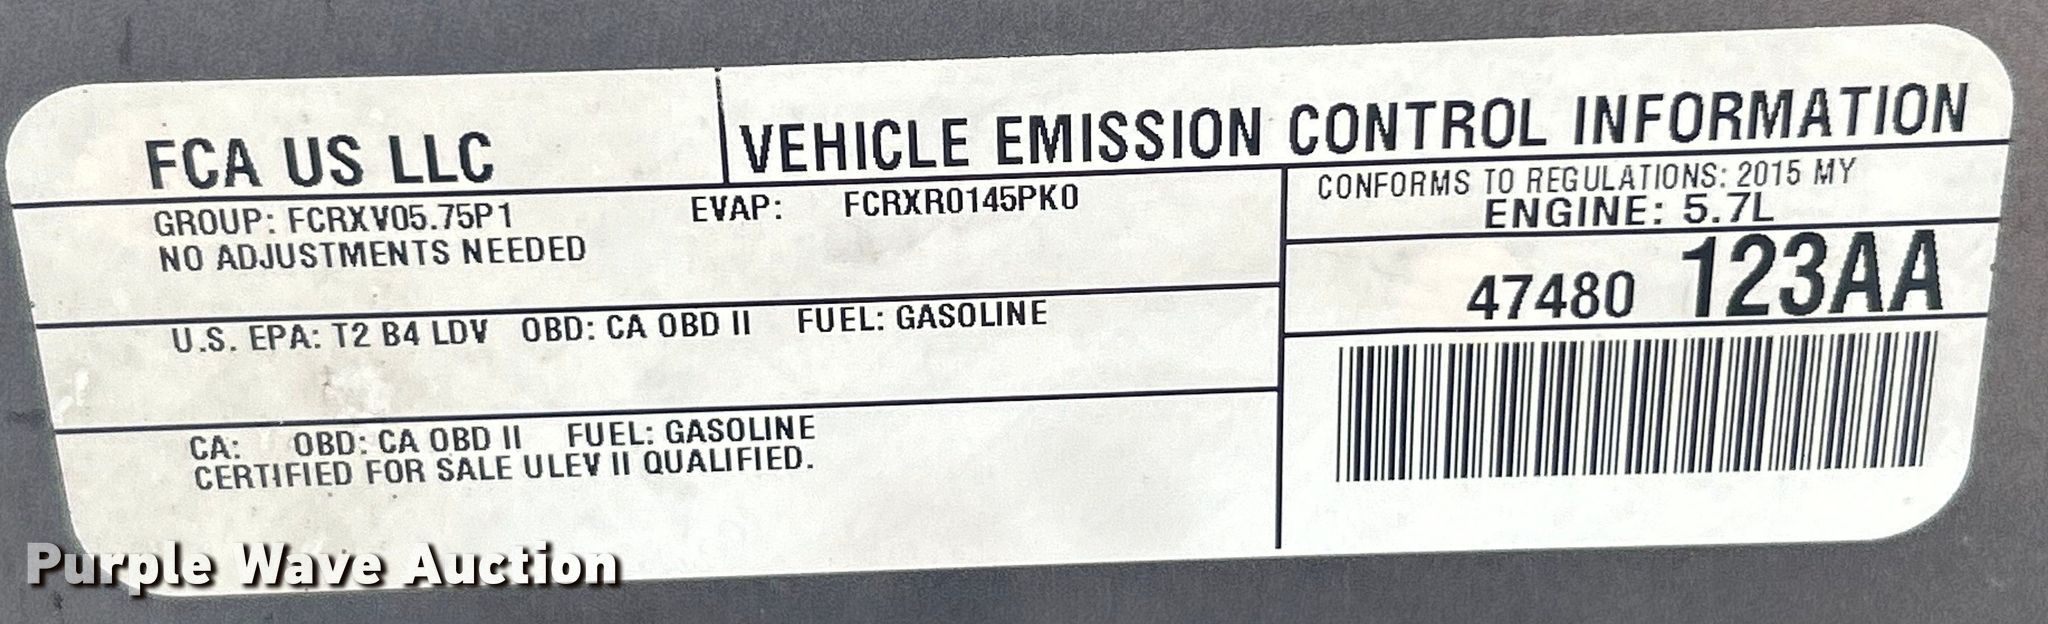 FCA US LLC
VEHICLE EMISSION CONTROL INFORMATION
GROUP: FCRXV05.75P1
EVAP: FCRXR0145PK0
NO ADJUSTMENTS NEEDED
CONFORMS TO REGULATIONS: 2015 MY
ENGINE: 5.7L
47480 123AA
U.S. EPA: T2 B4 LDV OBD: CA OBD II FUEL: GASOLINE
CA: OBD: CA OBD II FUEL: GASOLINE
CERTIFIED FOR SALE ULEV II QUALIFIED.
Purple Wave Auction